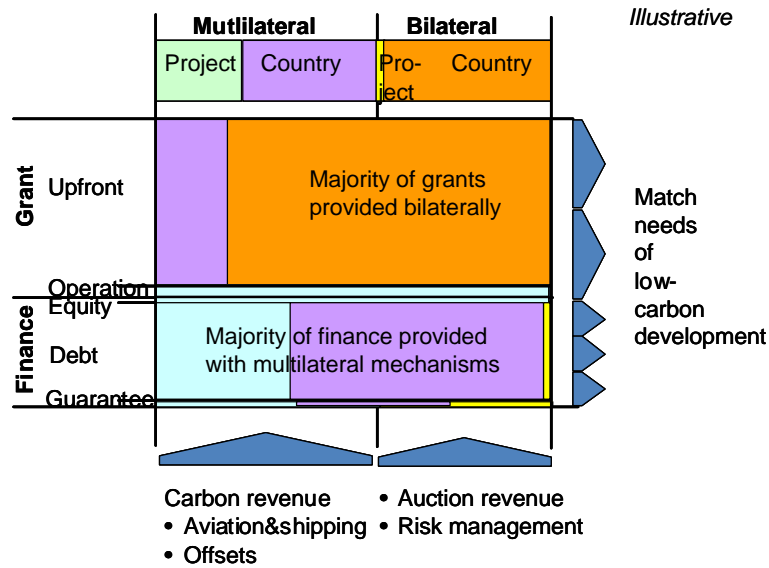 Illustrative
Mutlilateral
Bilateral
Project
Country
Pro-
ject
Country
Grant
Upfront
Majority of grants
provided bilaterally
Operation
Finance
Equity
Debt
Majority of finance provided
with multilateral mechanisms
Guarantee
Match
needs
of
low-
carbon
development
Carbon revenue
• Aviation&shipping
• Offsets
• Auction revenue
• Risk management